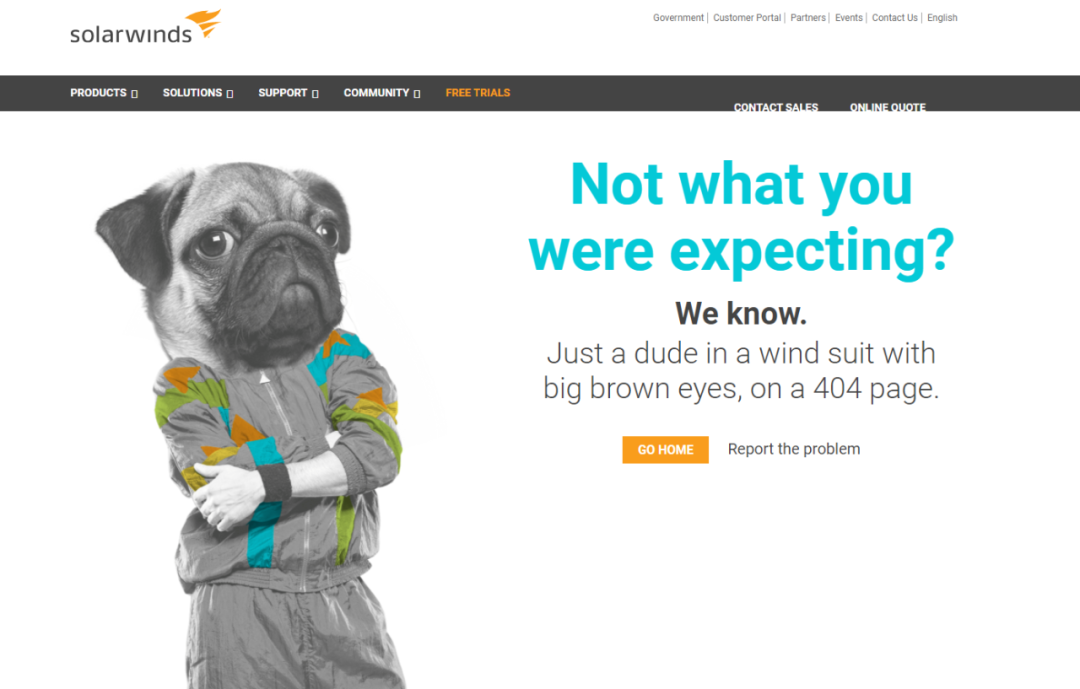 solarwinds
Government | Customer Portal | Partners | Events | Contact Us | English
PRODUCTS SOLUTIONS SUPPORT COMMUNITY FREE TRIALS
CONTACT SALES ONLINE QUOTE
Not what you
were expecting?
We know.
Just a dude in a wind suit with
big brown eyes, on a 404 page.
GO HOME Report the problem